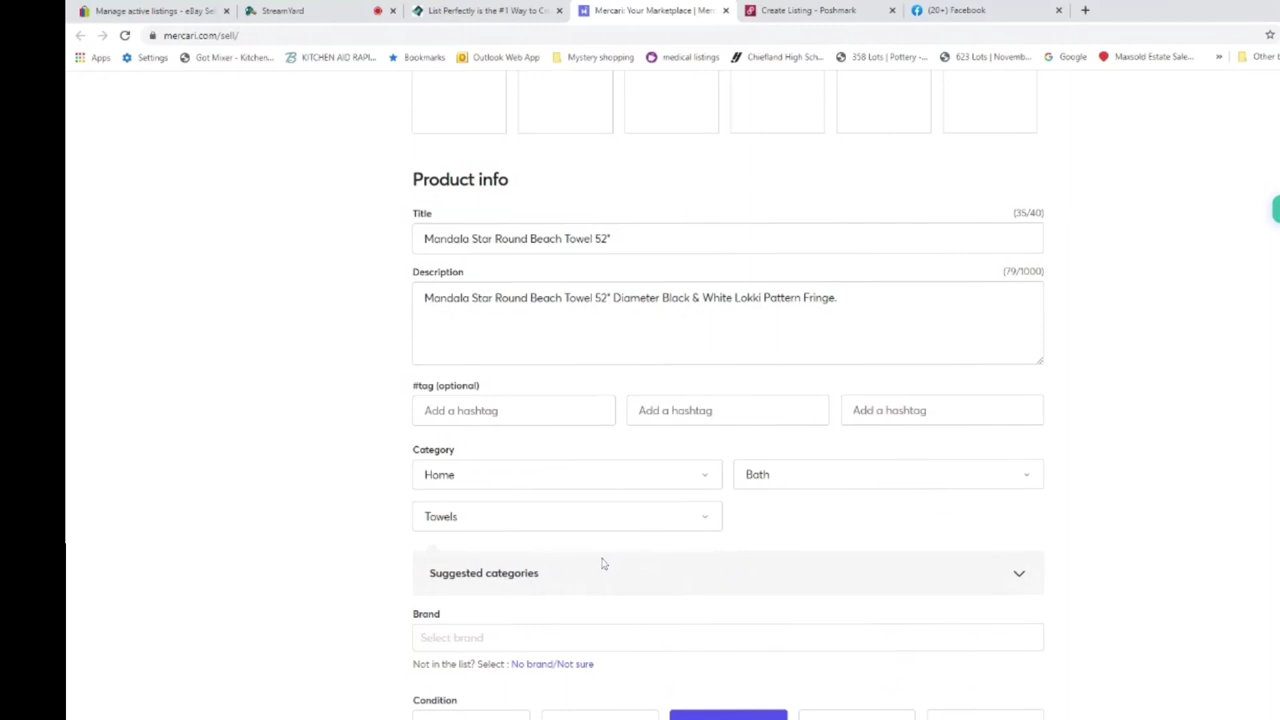 Manage active listings - eBay Sel
StreamYard
List Perfectly is the #1 Way to Cr
Mercari: Your Marketplace | Mer
Create Listing - Poshmark
(20+) Facebook
mercari.com/sell/
Apps
Settings
Got Mixer - Kitchen...
KITCHEN AID RAPI...
Bookmarks
Outlook Web App
Mystery shopping
medical listings
Chiefland High Sch...
358 Lots | Pottery -...
623 Lots | Novemb...
Google
Maxsold Estate Sale...
»
Other b
Product info
Title
(35/40)
Mandala Star Round Beach Towel 52"
Description
(79/1000)
Mandala Star Round Beach Towel 52" Diameter Black & White Lokki Pattern Fringe.
#tag (optional)
Add a hashtag
Add a hashtag
Add a hashtag
Category
Home
Bath
Towels
Suggested categories
Brand
Select brand
Not in the list? Select : No brand/Not sure
Condition